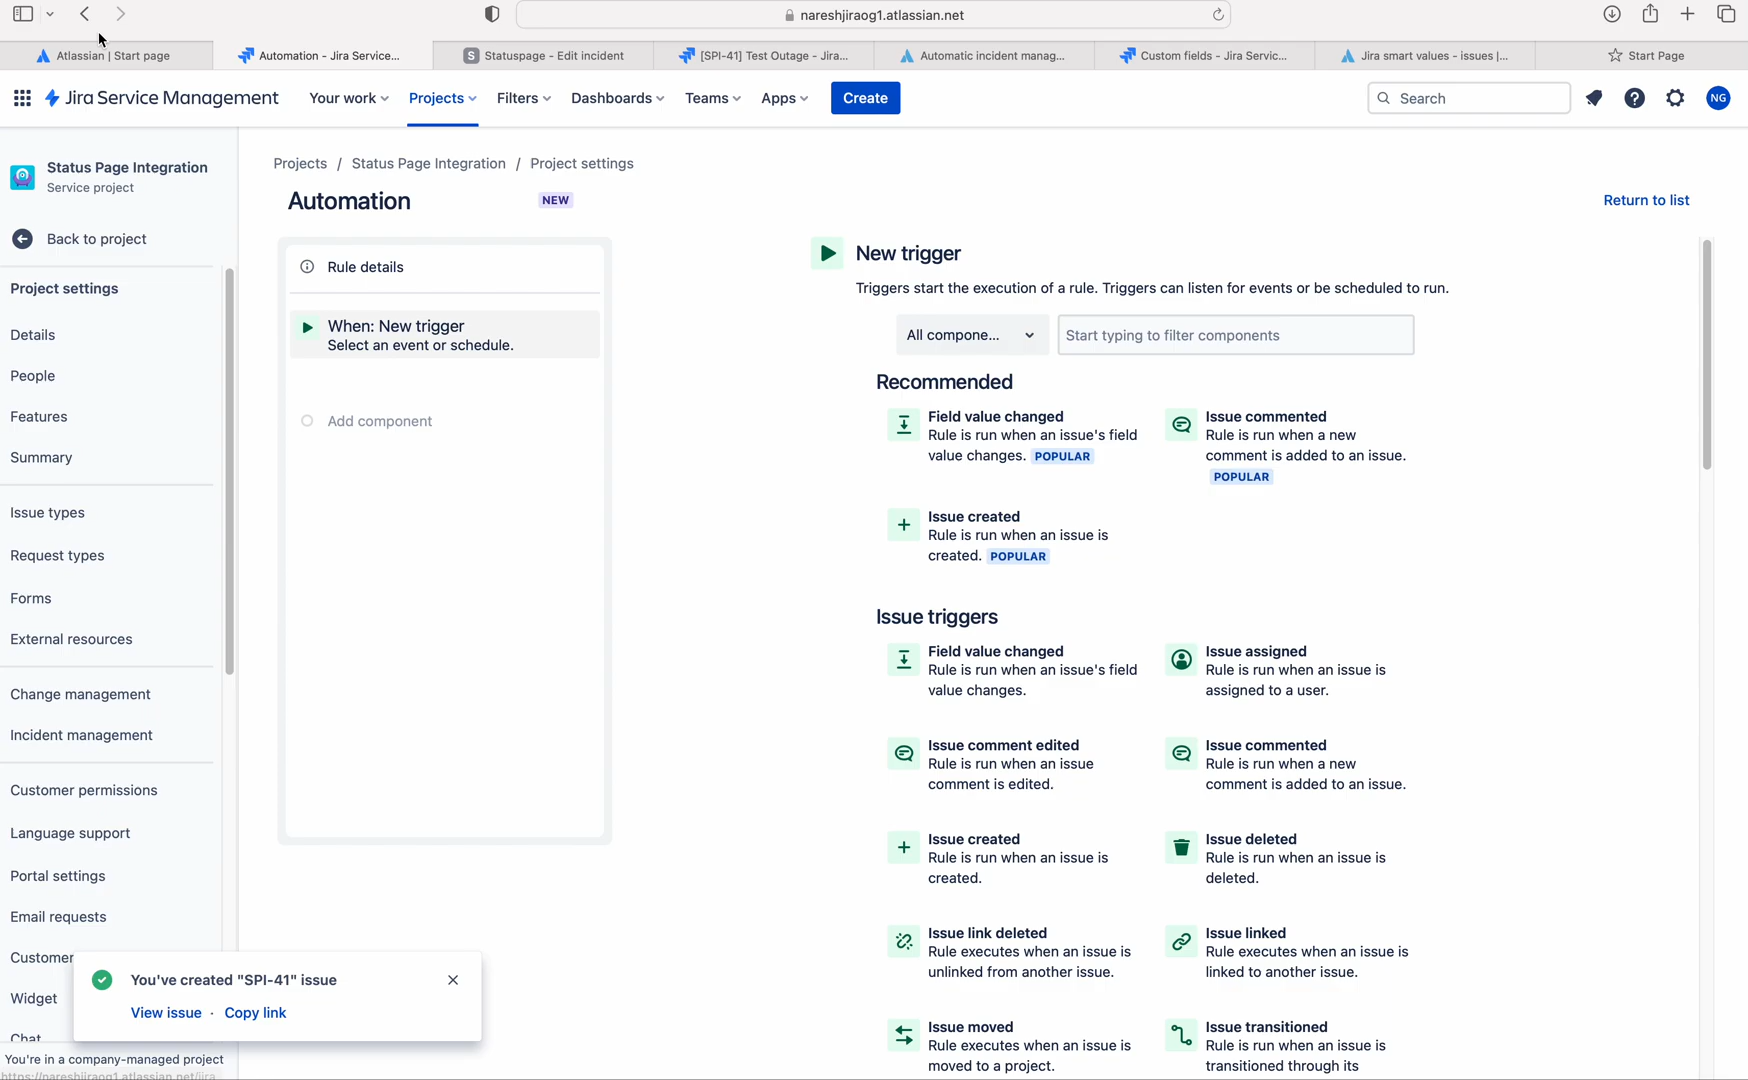 nareshjiraog1.atlassian.net
Atlassian | Start page
Automation - Jira Service...
S Statuspage - Edit incident
[SPI-41] Test Outage - Jira...
Automatic incident manag...
Custom fields - Jira Servic...
Jira smart values - issues |...
Start Page
Jira Service Management
Your work
Projects
Filters
Dashboards
Teams
Apps
Create
Search
NG
Status Page Integration
Service project
Back to project
Project settings
Details
People
Features
Summary
Issue types
Request types
Forms
External resources
Change management
Incident management
Customer permissions
Language support
Portal settings
Email requests
Customer
Widget
Chat
You're in a company-managed project
https://nareshjiraog1.atlassian.net/jira
Projects / Status Page Integration / Project settings
Automation
NEW
Return to list
Rule details
When: New trigger
Select an event or schedule.
Add component
New trigger
Triggers start the execution of a rule. Triggers can listen for events or be scheduled to run.
All compone...
Start typing to filter components
Recommended
Field value changed
Rule is run when an issue's field
value changes. POPULAR
Issue commented
Rule is run when a new
comment is added to an issue.
POPULAR
Issue created
Rule is run when an issue is
created. POPULAR
Issue triggers
Field value changed
Rule is run when an issue's field
value changes.
Issue assigned
Rule is run when an issue is
assigned to a user.
Issue comment edited
Rule is run when an issue
comment is edited.
Issue commented
Rule is run when a new
comment is added to an issue.
Issue created
Rule is run when an issue is
created.
Issue deleted
Rule is run when an issue is
deleted.
Issue link deleted
Rule executes when an issue is
unlinked from another issue.
Issue linked
Rule executes when an issue is
linked to another issue.
Issue moved
Rule executes when an issue is
moved to a project.
Issue transitioned
Rule is run when an issue is
transitioned through its
You've created "SPI-41" issue
View issue · Copy link